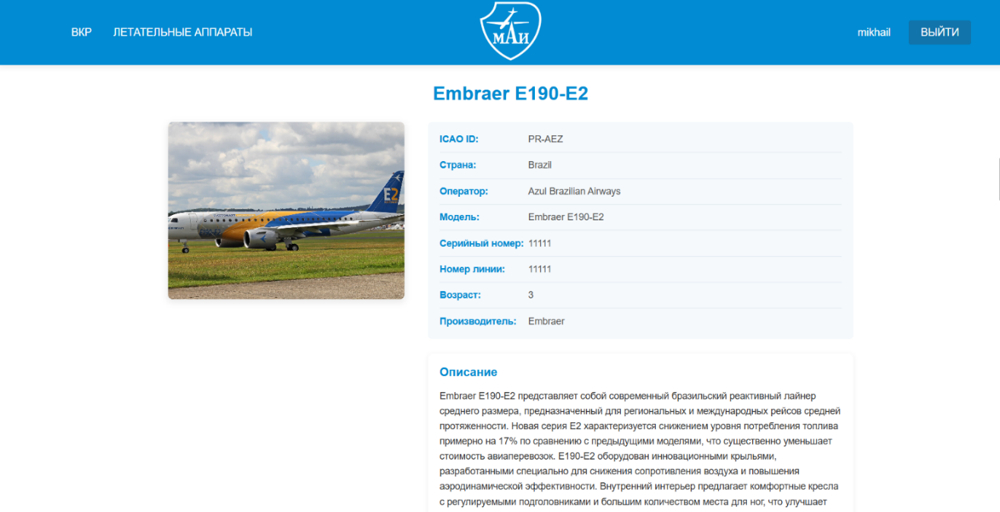 ВКР ЛЕТАТЕЛЬНЫЕ АППАРАТЫ МАИ mikhail ВЫЙТИ
Embraer E190-E2
E2
ICAO ID: PR-AEZ
Страна: Brazil
Оператор: Azul Brazilian Airways
Модель: Embraer E190-E2
Серийный номер: 11111
Номер линии: 11111
Возраст: 3
Производитель: Embraer
Описание
Embraer E190-E2 представляет собой современный бразильский реактивный лайнер
среднего размера, предназначенный для региональных и международных рейсов средней
протяженности. Новая серия E2 характеризуется снижением уровня потребления топлива
примерно на 17% по сравнению с предыдущими моделями, что существенно уменьшает
стоимость авиаперевозок. E190-E2 оборудован инновационными крыльями,
разработанными специально для снижения сопротивления воздуха и повышения
аэродинамической эффективности. Внутренний интерьер предлагает комфортные кресла
с регулируемыми подголовниками и большим количеством места для ног, что улучшает